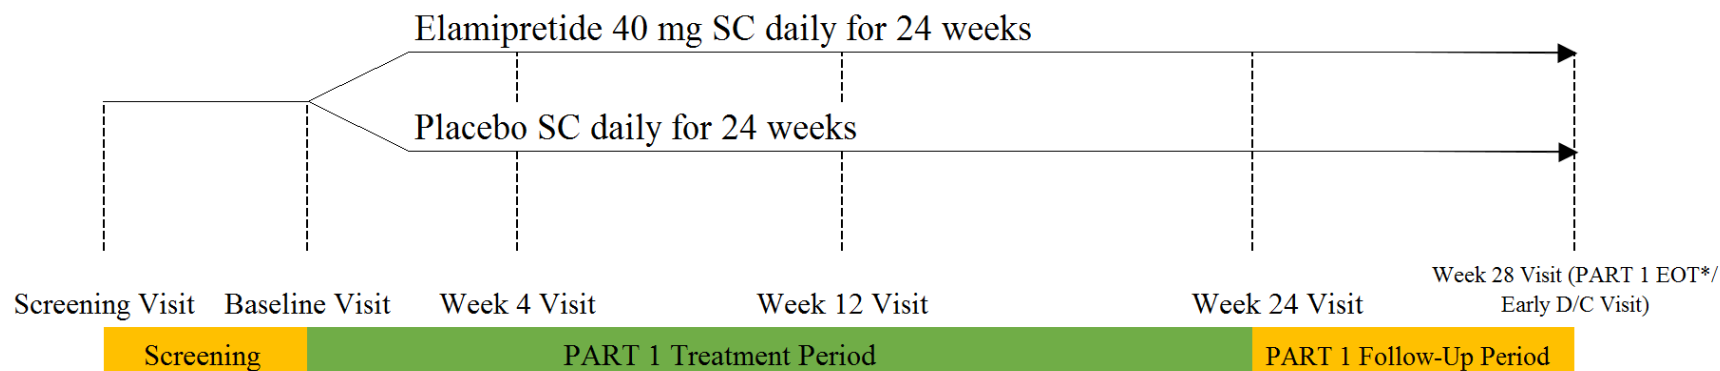 Elamipretide 40 mg SC daily for 24 weeks
Placebo SC daily for 24 weeks
Screening Visit
Baseline Visit
Week 4 Visit
Week 12 Visit
Week 24 Visit
Week 28 Visit (PART 1 EOT*/
Early D/C Visit)
Screening
PART 1 Treatment Period
PART 1 Follow-Up Period